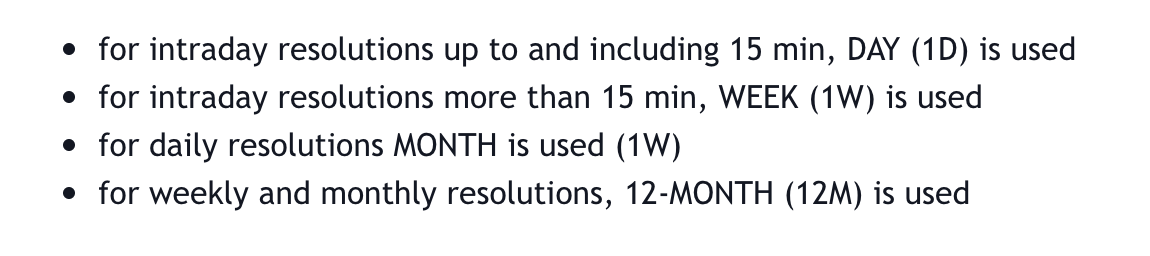 • for intraday resolutions up to and including 15 min, DAY (1D) is used
• for intraday resolutions more than 15 min, WEEK (1W) is used
• for daily resolutions MONTH is used (1W)
• for weekly and monthly resolutions, 12-MONTH (12M) is used